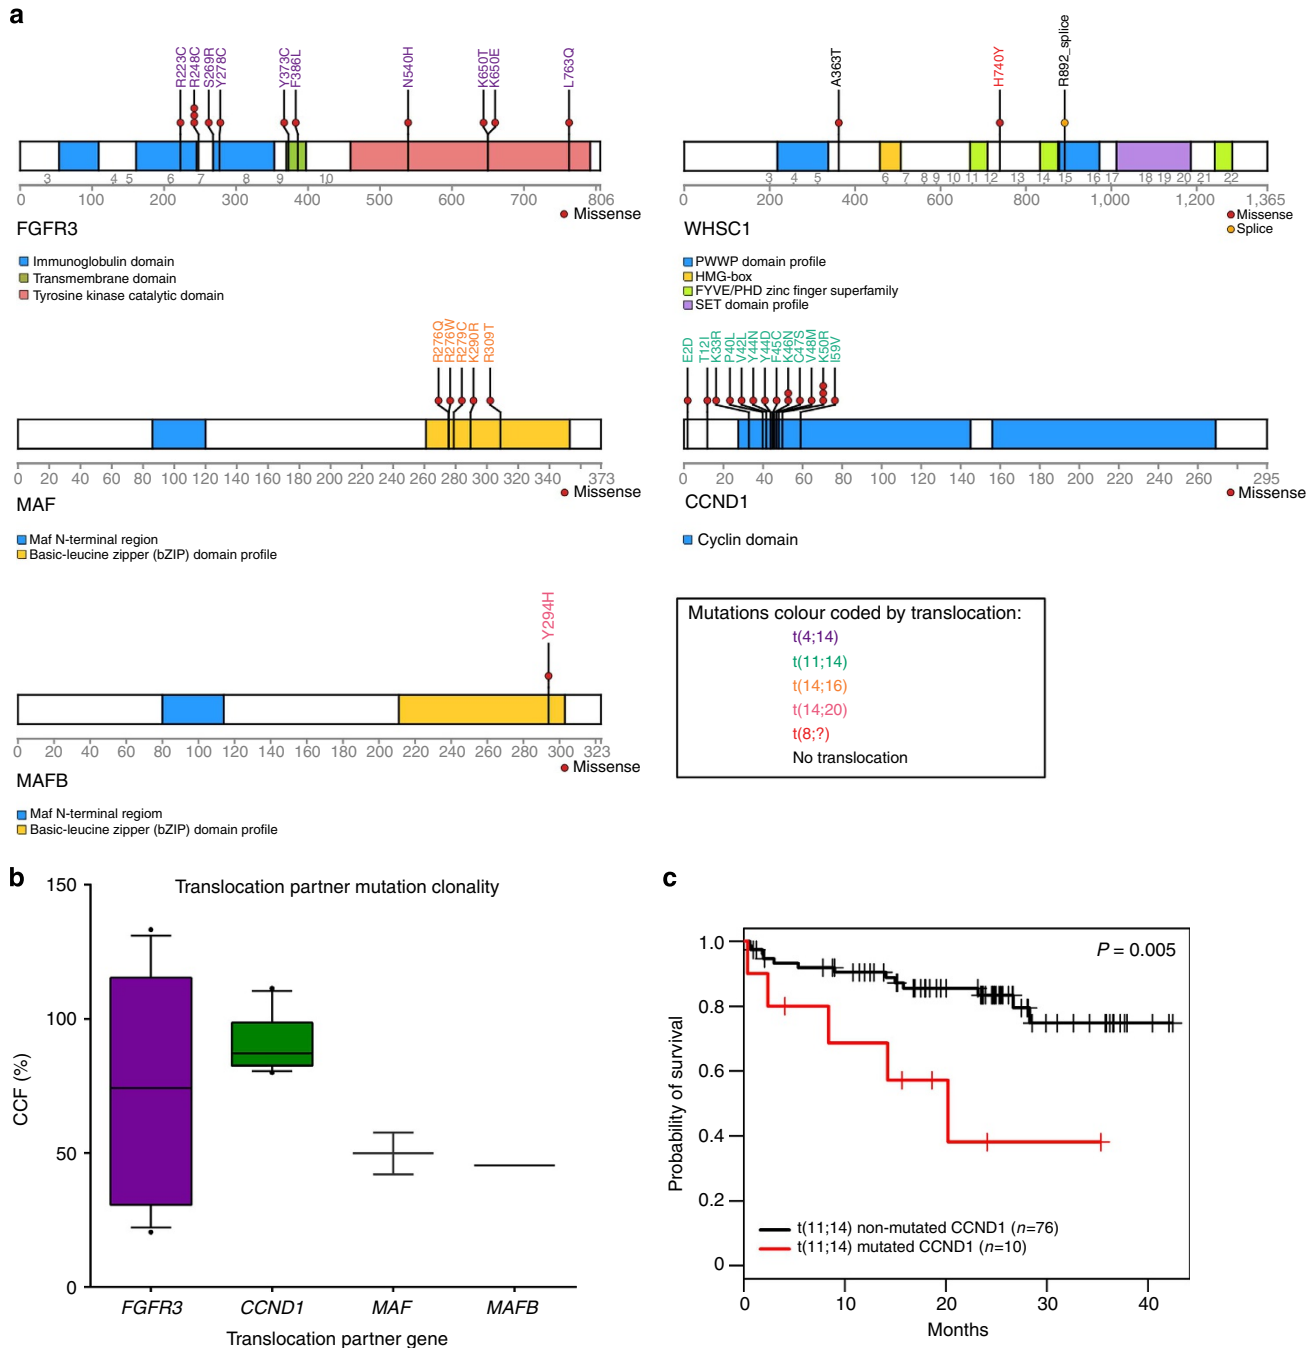 a
R223C
R248C
S269R
Y278C
Y373C
F386L
N540H
K650T
K650E
L763Q
3 4 5 6 7 8 9 10
0 100 200 300 400 500 600 700 806
Missense
FGFR3
Immunoglobulin domain
Transmembrane domain
Tyrosine kinase catalytic domain
A363T
H740Y
R892_splice
3 4 5 6 7 8 9 10 11 12 13 14 15 16 17 18 19 20 21 22
0 200 400 600 800 1,000 1,200 1,365
Missense
Splice
WHSC1
PWWP domain profile
HMG-box
FYVE/PHD zinc finger superfamily
SET domain profile
R276Q
R276W
R279C
K290R
R309T
0 20 40 60 80 100 120 140 160 180 200 220 240 260 280 300 320 340 373
Missense
MAF
Maf N-terminal region
Basic-leucine zipper (bZIP) domain profile
E2D
T12I
K33R
P40L
V42L
Y44N
Y44D
F45C
K46N
C47S
V48M
K50R
I59V
0 20 40 60 80 100 120 140 160 180 200 220 240 260 295
Missense
CCND1
Cyclin domain
Y294H
0 20 40 60 80 100 120 140 160 180 200 220 240 260 280 300 323
Missense
MAFB
Maf N-terminal regiom
Basic-leucine zipper (bZIP) domain profile
Mutations colour coded by translocation:
t(4;14)
t(11;14)
t(14;16)
t(14;20)
t(8;?)
No translocation
b
Translocation partner mutation clonality
150
100
50
0
CCF (%)
FGFR3 CCND1 MAF MAFB
Translocation partner gene
c
P = 0.005
1.0
0.8
0.6
0.4
0.2
0
Probability of survival
t(11;14) non-mutated CCND1 (n=76)
t(11;14) mutated CCND1 (n=10)
0 10 20 30 40
Months